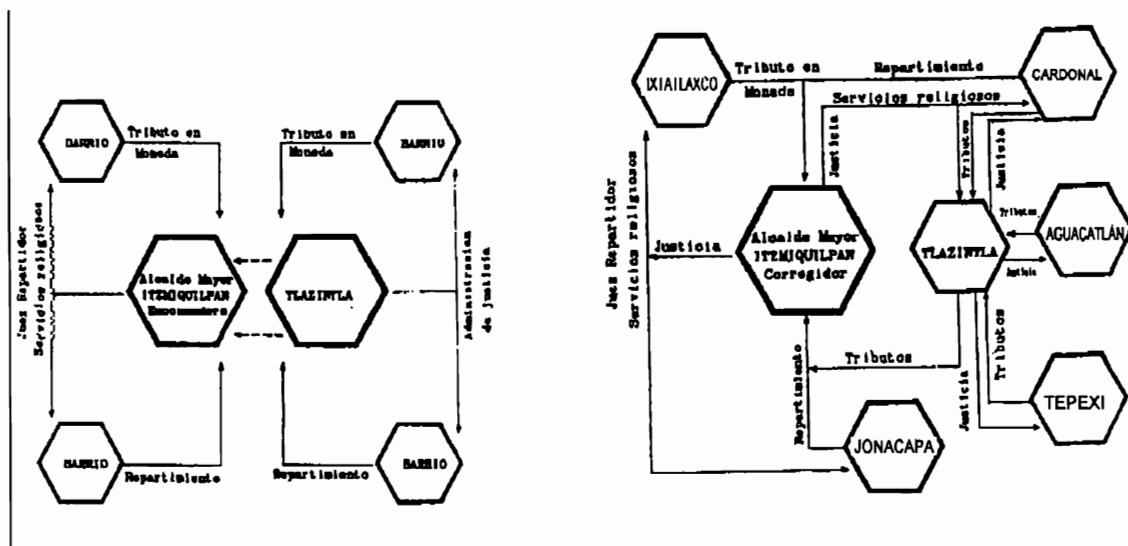 BARRIO
Tributo en
Moneda
Tributo en
Moneda
BARRIO
Juez Repartidor
Servicios religiosos
Alcalde Mayor
ITZMIQUILPAN
Encomendero
TLAZINTLA
Administracion
de justicia
BARRIO
Repartimiento
Repartimiento
BARRIO
IXIAILAXCO
Tributo en
Moneda
Repartimiento
CARDONAL
Servicios religiosos
Justicia
Tributos
Justicia
Juez Repartidor
Servicios religiosos
Justicia
Alcalde Mayor
ITZMIQUILPAN
Corregidor
TLAZINTLA
Tributos
AGUACATLÁN
Justicia
Tributos
Repartimiento
Justicia
Tributos
TEPEXI
JONACAPA